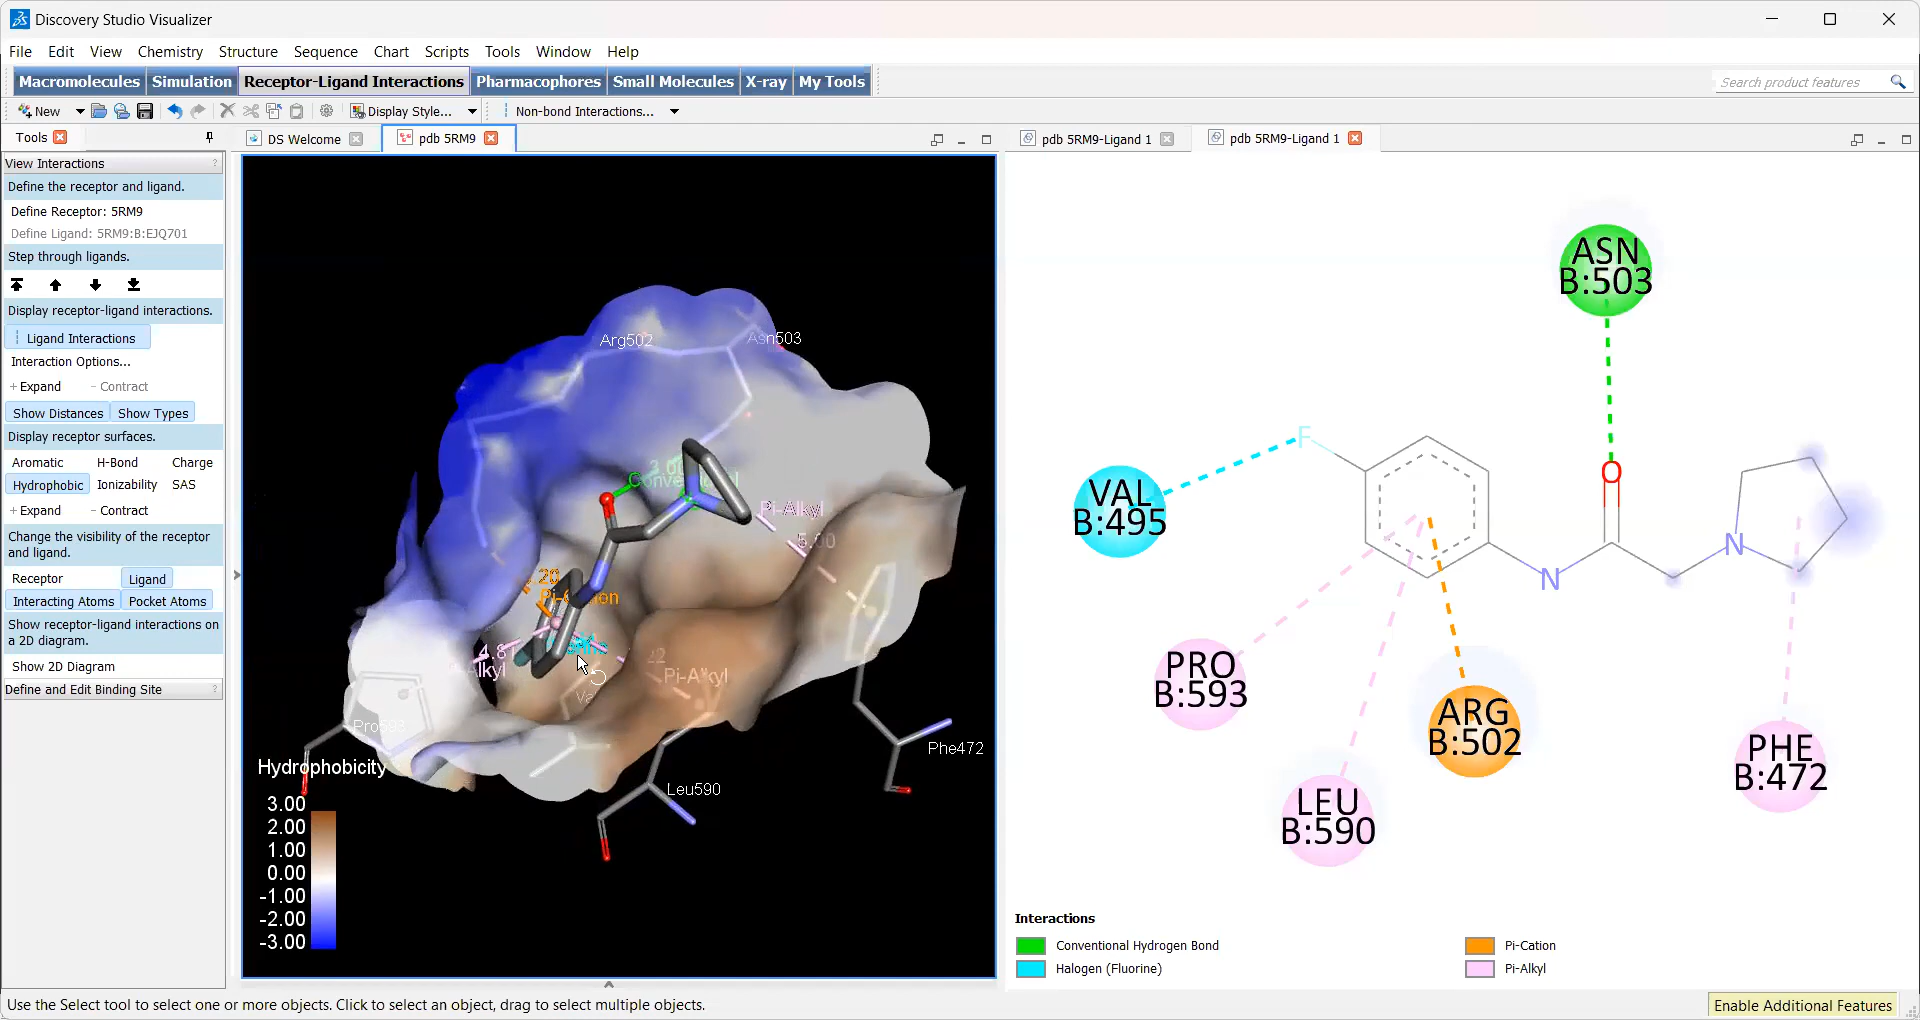 Discovery Studio Visualizer
File Edit View Chemistry Structure Sequence Chart Scripts Tools Window Help
Macromolecules Simulation Receptor-Ligand Interactions Pharmacophores Small Molecules X-ray My Tools
Search product features
New Display Style... Non-bond Interactions...
Tools
DS Welcome pdb 5RM9 pdb 5RM9-Ligand 1 pdb 5RM9-Ligand 1
View Interactions ?
Define the receptor and ligand.
Define Receptor: 5RM9
Define Ligand: 5RM9:B:EJQ701
Step through ligands.
Display receptor-ligand interactions.
Ligand Interactions
Interaction Options...
+ Expand - Contract
Show Distances Show Types
Display receptor surfaces.
Aromatic H-Bond Charge
Hydrophobic Ionizability SAS
+ Expand - Contract
Change the visibility of the receptor
and ligand.
Receptor Ligand
Interacting Atoms Pocket Atoms
Show receptor-ligand interactions on
a 2D diagram.
Show 2D Diagram
Define and Edit Binding Site ?
Arg502
Asn503
Pi-Alkyl
5.00
Pi-Alkyl
Phe472
Leu590
Hydrophobicity
3.00
2.00
1.00
0.00
-1.00
-2.00
-3.00
ASN
B:503
VAL
B:495
F
O
N
N
PRO
B:593
ARG
B:502
LEU
B:590
PHE
B:472
Interactions
Conventional Hydrogen Bond
Halogen (Fluorine)
Pi-Cation
Pi-Alkyl
Use the Select tool to select one or more objects. Click to select an object, drag to select multiple objects.
Enable Additional Features